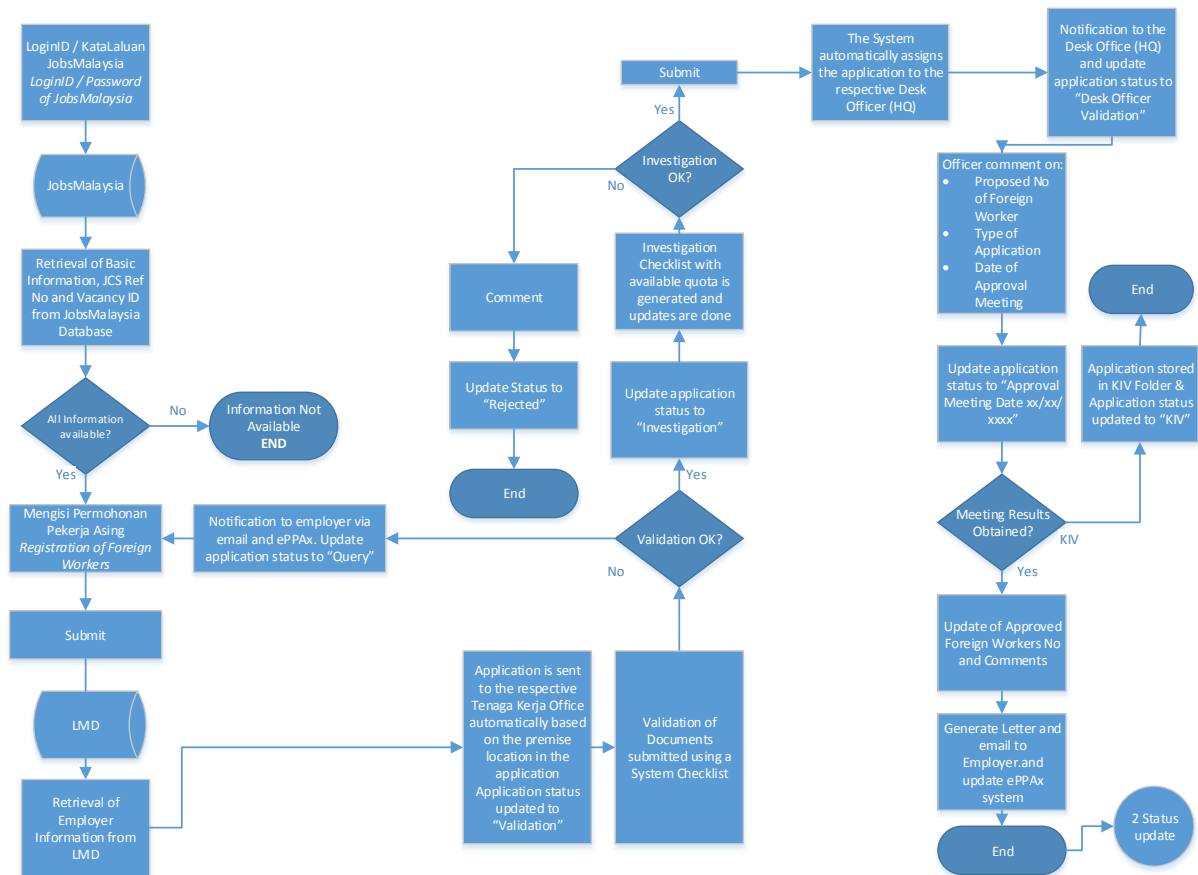 LoginID / KataLaluan
JobsMalaysia
LoginID / Password
of JobsMalaysia
JobsMalaysia
Retrieval of Basic
Information, JCS Ref
No and Vacancy ID
from JobsMalaysia
Database
All Information
available?
No
Information Not
Available
END
Yes
Mengisi Permohonan
Pekerja Asing
Registration of Foreign
Workers
Submit
LMD
Retrieval of
Employer
Information from
LMD
Notification to employer via
email and ePPAx. Update
application status to “Query”
Application is sent
to the respective
Tenaga Kerja Office
automatically based
on the premise
location in the
application
Application status
updated to
“Validation”
Validation of
Documents
submitted using a
System Checklist
Validation OK?
No
Yes
Update application
status to
“Investigation”
Investigation
Checklist with
available quota is
generated and
updates are done
Investigation
OK?
No
Yes
Comment
Update Status to
“Rejected”
End
Submit
The System
automatically assigns
the application to the
respective Desk
Officer (HQ)
Notification to the
Desk Office (HQ)
and update
application status to
“Desk Officer
Validation”
Officer comment on:
• Proposed No
of Foreign
Worker
• Type of
Application
• Date of
Approval
Meeting
Update application
status to “Approval
Meeting Date xx/xx/
xxxx”
Meeting Results
Obtained?
KIV
Application stored
in KIV Folder &
Application status
updated to “KIV”
End
Yes
Update of Approved
Foreign Workers No
and Comments
Generate Letter and
email to
Employer.and
update ePPAx
system
End
2 Status
update